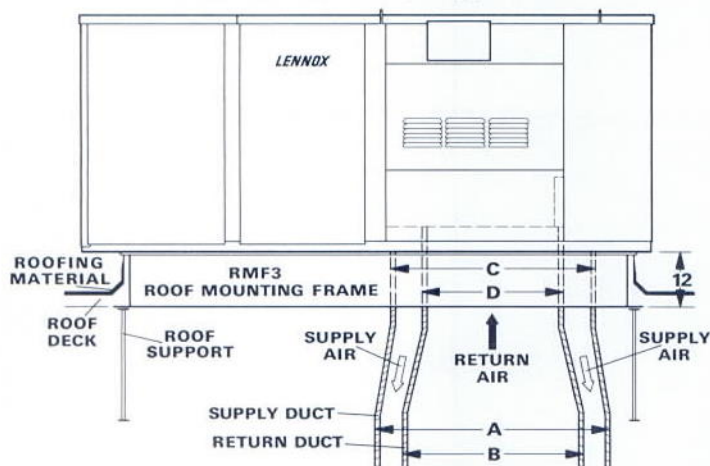 LENNOX
ROOFING
MATERIAL
RMF3
ROOF MOUNTING FRAME
C
D
12
ROOF
DECK
ROOF
SUPPORT
SUPPLY
AIR
RETURN
AIR
SUPPLY
AIR
SUPPLY DUCT
RETURN DUCT
A
B